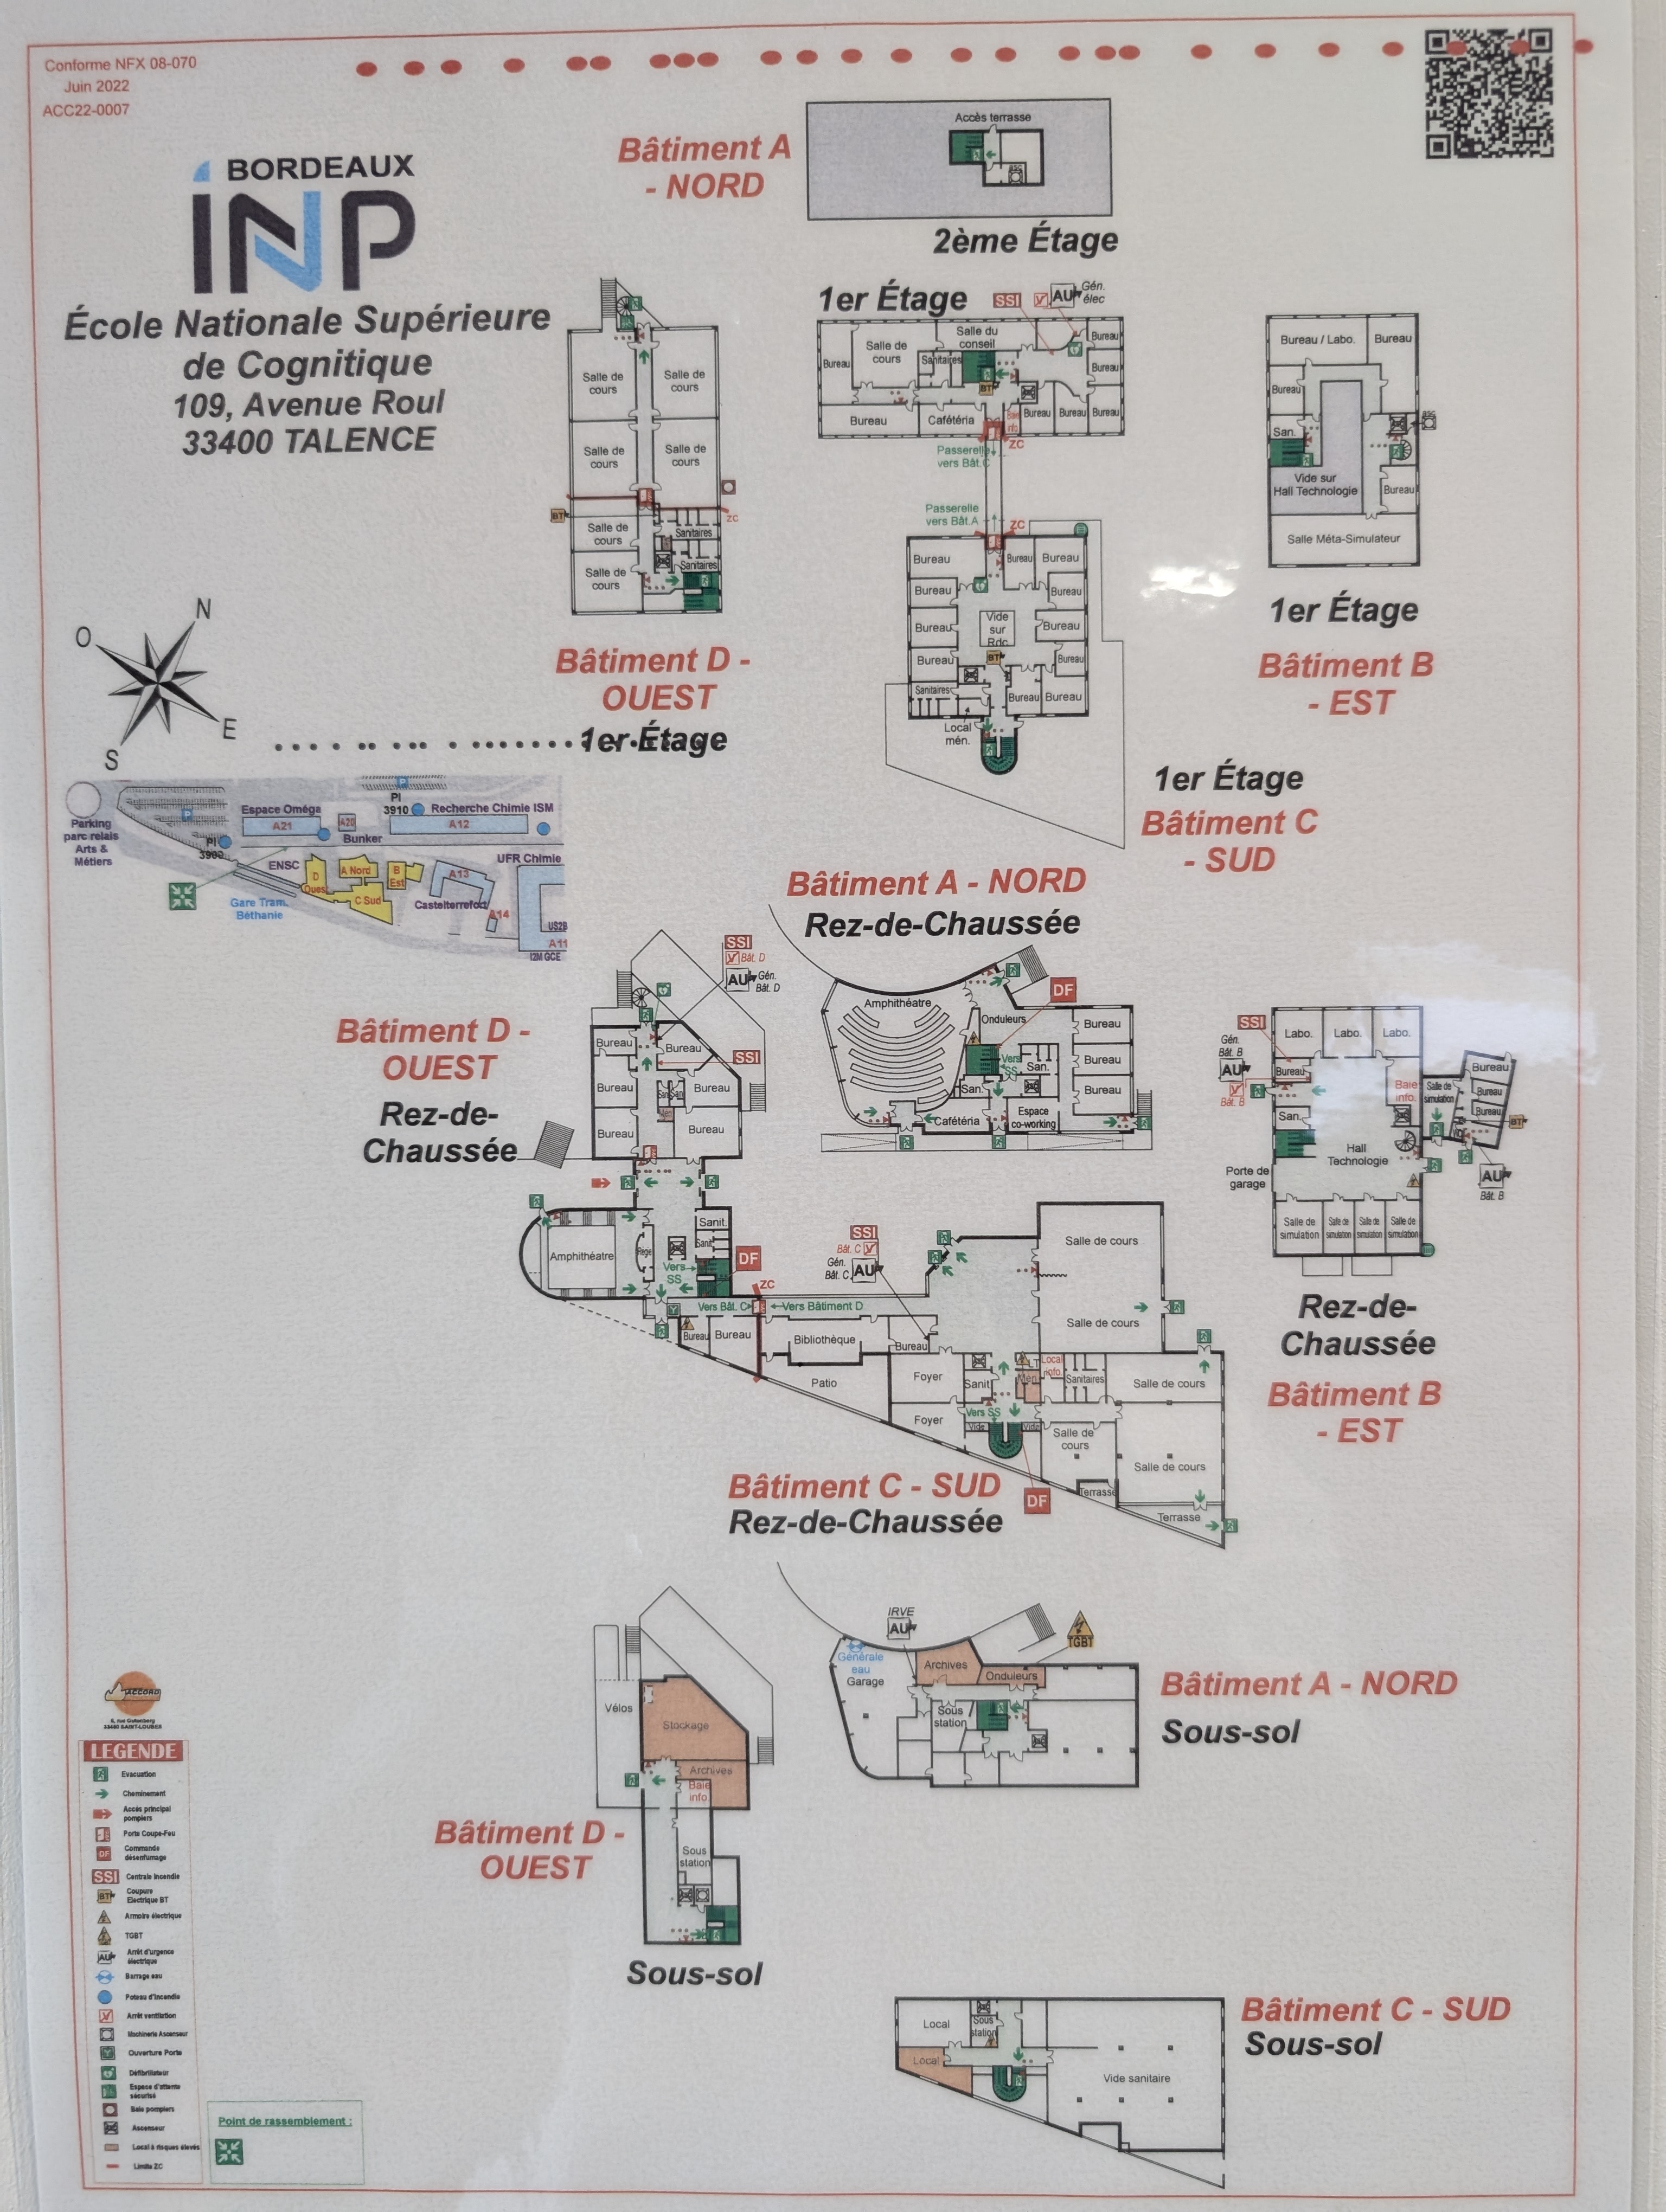 Conforme NFX 08-070
Juin 2022
ACC22-0007
BORDEAUX
iNP
École Nationale Supérieure
de Cognitique
109, Avenue Roul
33400 TALENCE
Bâtiment A
- NORD
Accès terrasse
2ème Étage
1er Étage
SSI
AU
Gén.
élec
Bureau
Salle de
cours
Salle du
conseil
Sanitaires
Bureau
Bureau
Bureau
BT
Bureau
Cafétéria
Baie
info
Bureau
Bureau
Bureau
ZC
Passerelle
vers Bât.C
Passerelle
vers Bât.A
ZC
Bureau
Bureau
Bureau
Bureau
Bureau
Bureau
Vide
sur
Rdc
Bureau
Bureau
BT
Bureau
Sanitaires
Bureau
Bureau
Local
mén.
1er Étage
Bâtiment C
- SUD
Salle de
cours
Salle de
cours
Salle de
cours
Salle de
cours
BT
ZC
Salle de
cours
Sanitaires
Salle de
cours
Sanitaires
Bâtiment D -
OUEST
1er Étage
Bureau / Labo.
Bureau
Bureau
San.
Vide sur
Hall Technologie
Bureau
Salle Méta-Simulateur
1er Étage
Bâtiment B
- EST
N
O
E
S
Parking
parc relais
Arts &
Métiers
P
P
PI
3909
Espace Oméga
A21
A20
Bunker
PI
3910
Recherche Chimie ISM
A12
ENSC
D
Ouest
A Nord
B
Est
C Sud
A13
Castelterrefort
A14
UFR Chimie
A11
I2M GCE
Gare Tram.
Béthanie
Bâtiment A - NORD
Rez-de-Chaussée
Amphithéatre
Onduleurs
DF
Bureau
Bureau
Bureau
Vers
SS
San.
San.
Cafétéria
Espace
co-working
Bâtiment D -
OUEST
Rez-de-
Chaussée
SSI
Bât. D
AU
Gén.
Bât. D
SSI
Bureau
Bureau
Bureau
Bureau
Bureau
Bureau
Amphithéatre
Sanit.
Sanit
Vers
SS
DF
ZC
Vers Bât. C
Vers Bâtiment D
Bureau
Bureau
SSI
Bât. C
Gén.
Bât. C
AU
Bibliothèque
Bureau
Patio
Foyer
Foyer
Sanit
Vers SS
Vide
Vide
Mén.
Local
info.
Sanitaires
Salle de cours
Salle de cours
Salle de cours
Salle de
cours
Salle de cours
Terrasse
Terrasse
DF
Bâtiment C - SUD
Rez-de-Chaussée
SSI
Gén.
Bât. B
AU
Bât. B
Labo.
Labo.
Labo.
Bureau
San.
Baie
info.
Salle de
simulation
Bureau
Bureau
Bureau
BT
AU
Bât. B
Hall
Technologie
Porte de
garage
Salle de
simulation
Salle de
simulation
Salle de
simulation
Salle de
simulation
Rez-de-
Chaussée
Bâtiment B
- EST
IRVE
AU
TGBT
Générale
eau
Garage
Archives
Onduleurs
Sous
station
Bâtiment A - NORD
Sous-sol
Vélos
Stockage
Archives
Baie
info.
Sous
station
Bâtiment D -
OUEST
Sous-sol
Local
Sous
station
Local
Vide sanitaire
Bâtiment C - SUD
Sous-sol
ACCORD
LEGENDE
Evacuation
Cheminement
Accès principal
pompiers
Porte Coupe-Feu
DF
Commande
désenfumage
SSI
Centrale incendie
BT
Coupure
Electrique BT
Armoire électrique
TGBT
AU
Arrêt d'urgence
électrique
Barrage eau
Poteau d'incendie
Arrêt ventilation
Machinerie Ascenseur
Ouverture Porte
Défibrillateur
Espace d'attente
sécurisé
Baie pompiers
Ascenseur
Local à risques élevés
Limite ZC
Point de rassemblement :